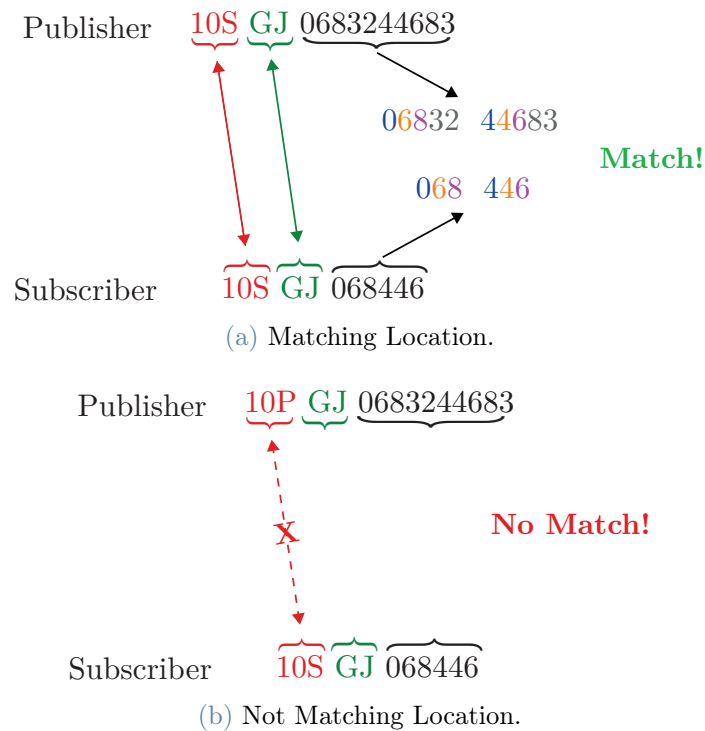 Publisher 10S GJ 0683244683
06832 44683
Match!
068 446
Subscriber 10S GJ 068446
(a) Matching Location.
Publisher 10P GJ 0683244683
X
No Match!
Subscriber 10S GJ 068446
(b) Not Matching Location.